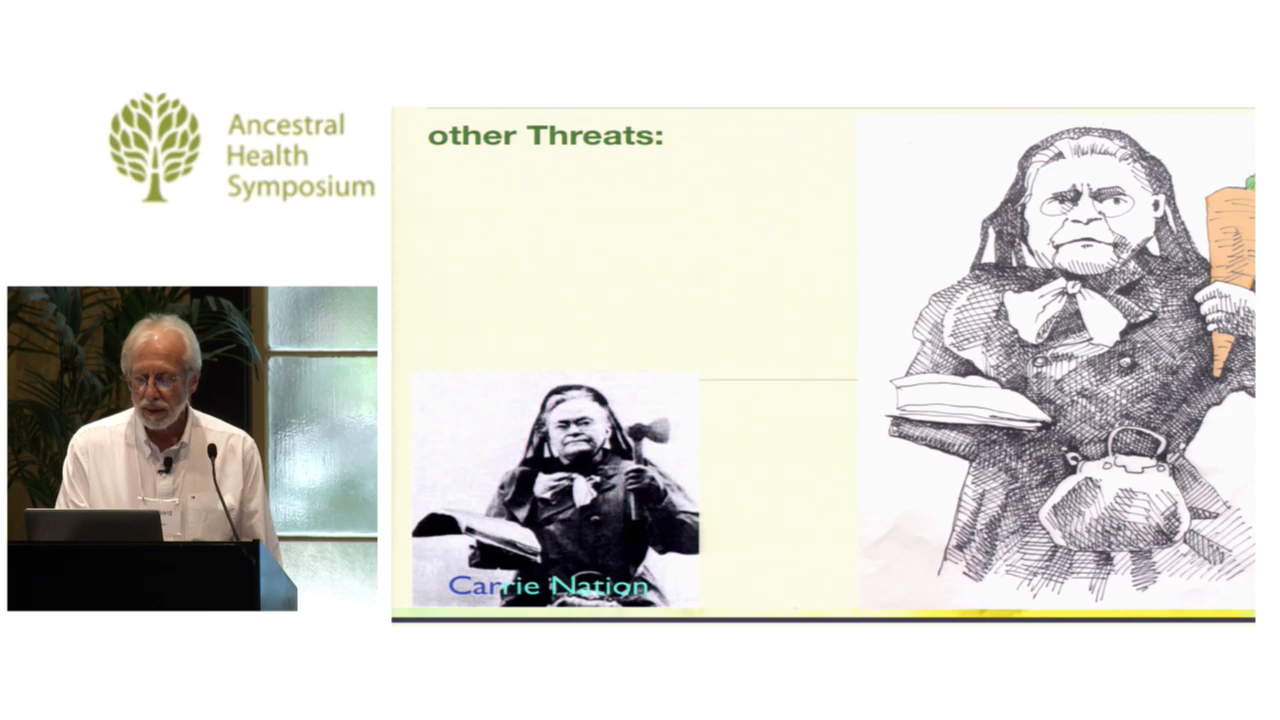 Ancestral
Health
Symposium
other Threats:
Carrie Nation